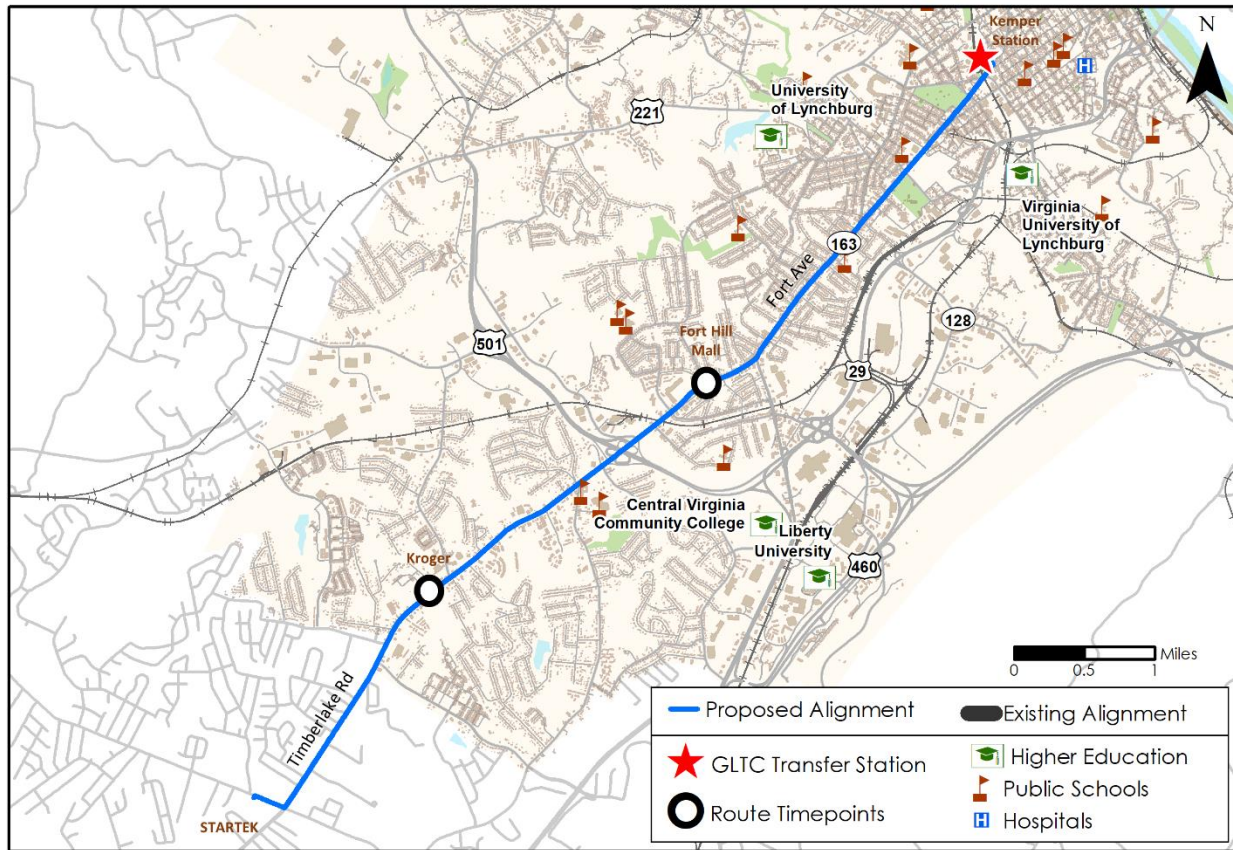 Kemper
Station
N
University
of Lynchburg
221
Virginia
University of
Lynchburg
163
Fort Ave
128
Fort Hill
Mall
501
29
Central Virginia
Community College
Liberty
University
460
Kroger
Timberlake Rd
STARTEK
0 0.5 1 Miles
Proposed Alignment
Existing Alignment
GLTC Transfer Station
Higher Education
Route Timepoints
Public Schools
H Hospitals
H